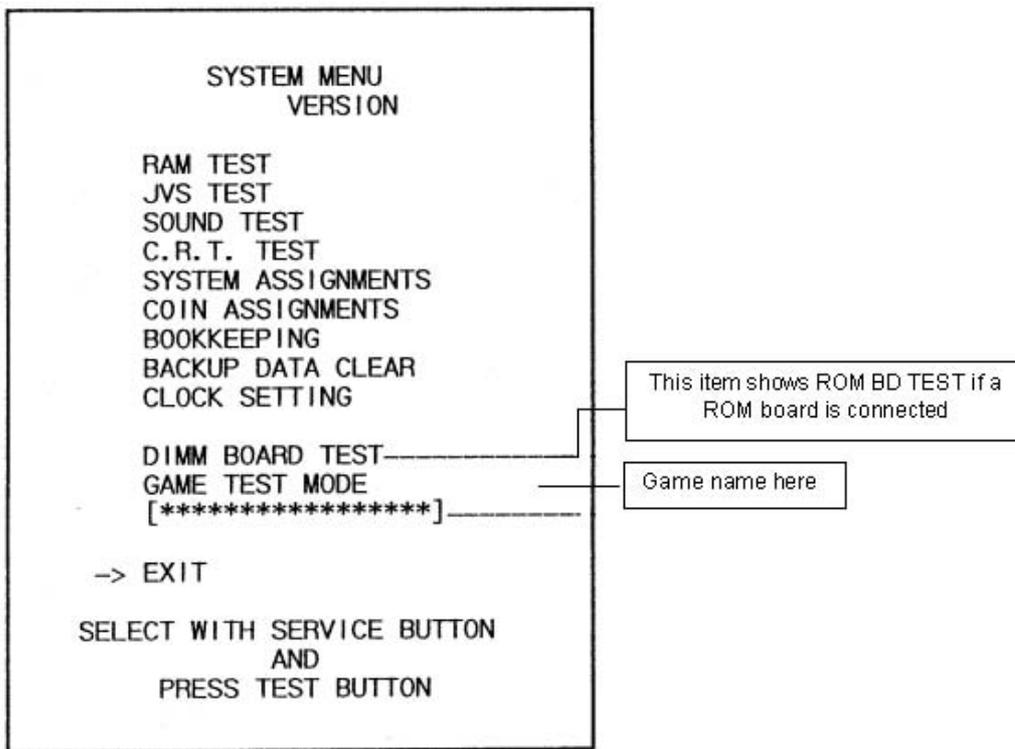 SYSTEM MENU
VERSION
RAM TEST
JVS TEST
SOUND TEST
C.R.T. TEST
SYSTEM ASSIGNMENTS
COIN ASSIGNMENTS
BOOKKEEPING
BACKUP DATA CLEAR
CLOCK SETTING
DIMM BOARD TEST
GAME TEST MODE
[*****************]
-> EXIT
SELECT WITH SERVICE BUTTON
AND
PRESS TEST BUTTON
This item shows ROM BD TEST if a
ROM board is connected
Game name here